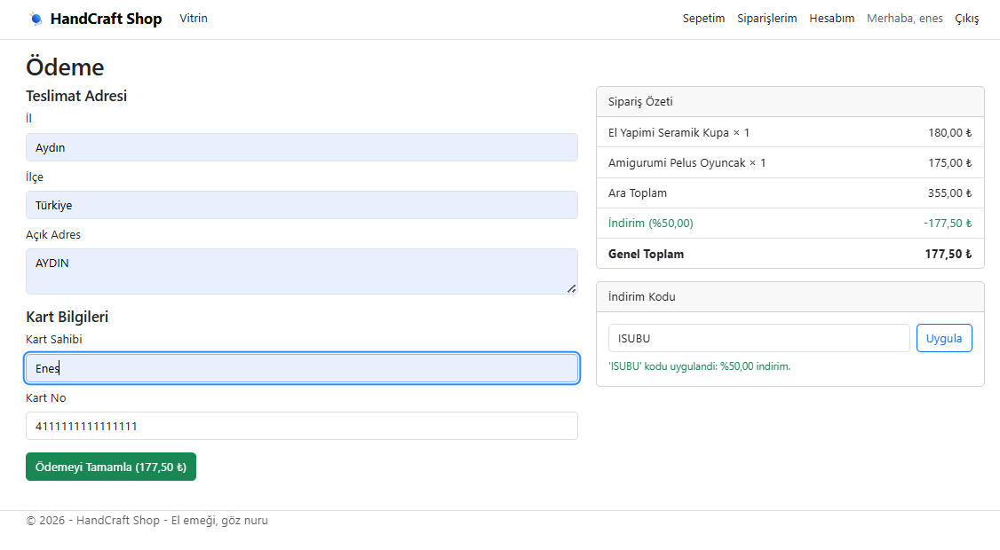 HandCraft Shop Vitrin Sepetim Siparişlerim Hesabım Merhaba, enes Çıkış
Ödeme
Teslimat Adresi
İl
Aydın
İlçe
Türkiye
Açık Adres
AYDIN
Kart Bilgileri
Kart Sahibi
Enes
Kart No
4111111111111111
Ödemeyi Tamamla (177,50 ₺)
Sipariş Özeti
El Yapimi Seramik Kupa × 1 180,00 ₺
Amigurumi Pelus Oyuncak × 1 175,00 ₺
Ara Toplam 355,00 ₺
İndirim (%50,00) -177,50 ₺
Genel Toplam 177,50 ₺
İndirim Kodu
ISUBU Uygula
'ISUBU' kodu uygulandi: %50,00 indirim.
© 2026 - HandCraft Shop - El emeği, göz nuru